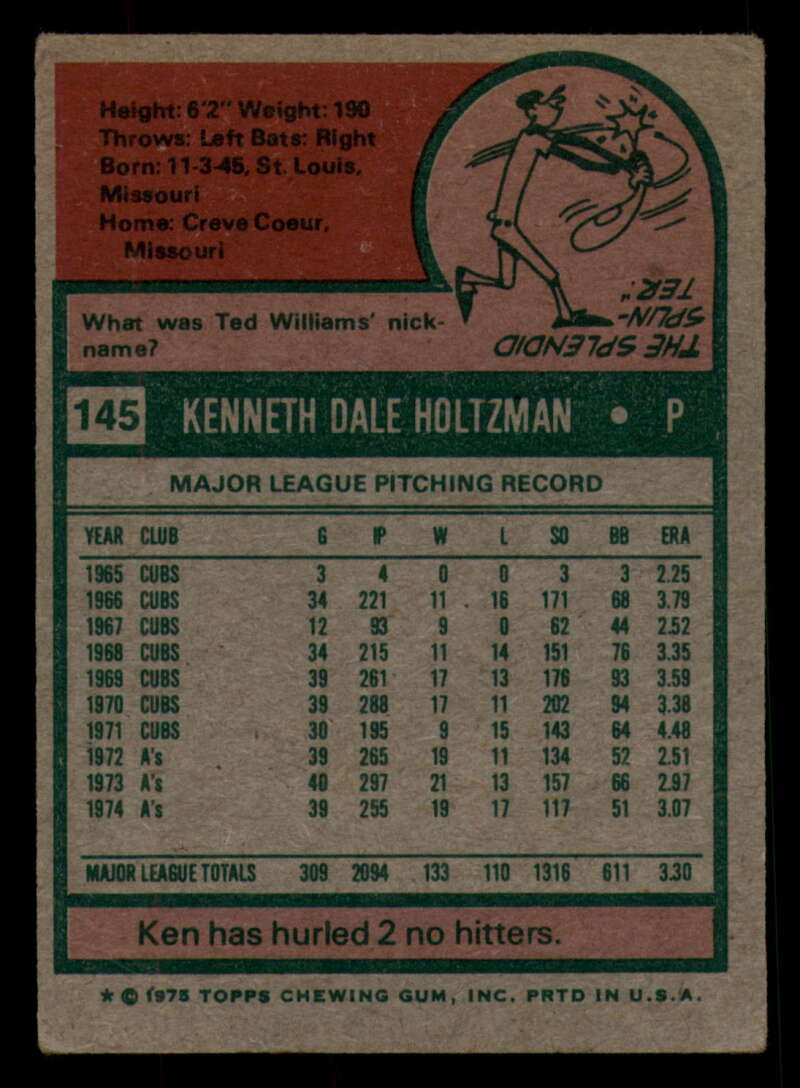 Height: 6'2" Weight: 190
Throws: Left Bats: Right
Born: 11-3-45, St. Louis,
Missouri
Home: Creve Coeur,
Missouri
What was Ted Williams' nick-
name?
THE SPLENDID
SPLIN-
TER."
145 KENNETH DALE HOLTZMAN • P
MAJOR LEAGUE PITCHING RECORD
YEAR CLUB G IP W L SO BB ERA
1965 CUBS 3 4 0 0 3 3 2.25
1966 CUBS 34 221 11 16 171 68 3.79
1967 CUBS 12 93 9 0 62 44 2.52
1968 CUBS 34 215 11 14 151 76 3.35
1969 CUBS 39 261 17 13 176 93 3.59
1970 CUBS 39 288 17 11 202 94 3.38
1971 CUBS 30 195 9 15 143 64 4.48
1972 A's 39 265 19 11 134 52 2.51
1973 A's 40 297 21 13 157 66 2.97
1974 A's 39 255 19 17 117 51 3.07
MAJOR LEAGUE TOTALS 309 2094 133 110 1316 611 3.30
Ken has hurled 2 no hitters.
* © 1975 TOPPS CHEWING GUM, INC. PRTD IN U.S.A.